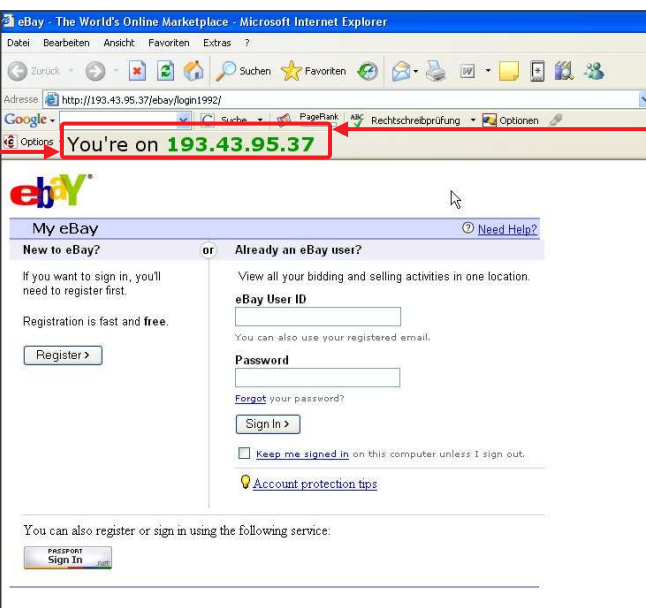 eBay - The World's Online Marketplace - Microsoft Internet Explorer
Datei Bearbeiten Ansicht Favoriten Extras ?
Zurück Suchen Favoriten
Adresse http://193.43.95.37/ebay/login1992/
Google Suche PageRank ABC Rechtschreibprüfung Optionen
Options You're on 193.43.95.37
ebaY
My eBay ? Need Help?
New to eBay? or Already an eBay user?
If you want to sign in, you'll
need to register first.
Registration is fast and free.
Register >
View all your bidding and selling activities in one location.
eBay User ID
You can also use your registered email.
Password
Forgot your password?
Sign In >
Keep me signed in on this computer unless I sign out.
Account protection tips
You can also register or sign in using the following service:
PASSPORT
Sign In
.net